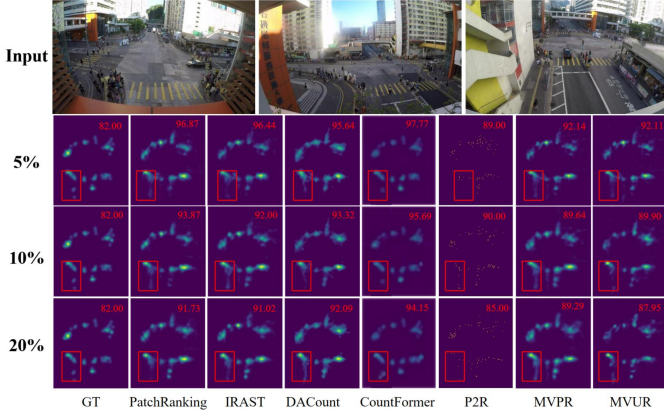 Input
5%
82.00 96.87 96.44 95.64 97.77 89.00 92.14 92.11
10%
82.00 93.87 92.00 93.32 95.69 90.00 89.64 89.90
20%
82.00 91.73 91.02 92.09 94.15 85.00 89.29 87.95
GT PatchRanking IRAST DACount CountFormer P2R MVPR MVUR